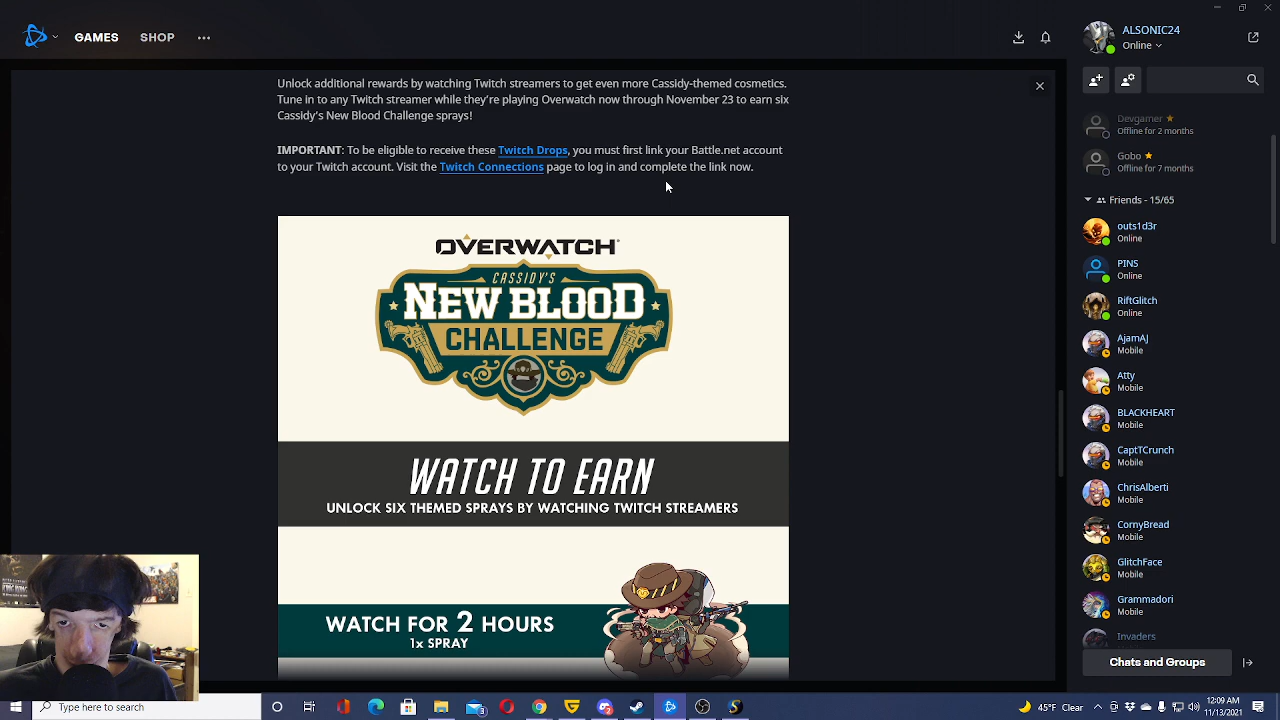 GAMES
SHOP
ALSONIC24
Online
Unlock additional rewards by watching Twitch streamers to get even more Cassidy-themed cosmetics.
Tune in to any Twitch streamer while they're playing Overwatch now through November 23 to earn six
Cassidy's New Blood Challenge sprays!
IMPORTANT: To be eligible to receive these Twitch Drops, you must first link your Battle.net account
to your Twitch account. Visit the Twitch Connections page to log in and complete the link now.
OVERWATCH
CASSIDY'S
NEW BLOOD
CHALLENGE
WATCH TO EARN
UNLOCK SIX THEMED SPRAYS BY WATCHING TWITCH STREAMERS
WATCH FOR 2 HOURS
1x SPRAY
Devgamer
Offline for 2 months
Gobo
Offline for 7 months
Friends - 15/65
outs1d3r
Online
PINS
Online
RiftGlitch
Online
AjamAJ
Mobile
Atty
Mobile
BLACKHEART
Mobile
CaptTCrunch
Mobile
ChrisAlberti
Mobile
CornyBread
Mobile
GlitchFace
Mobile
Grammadori
Mobile
Invaders
Chats and Groups
Type here to search
45°F Clear
12:09 AM
11/13/2021